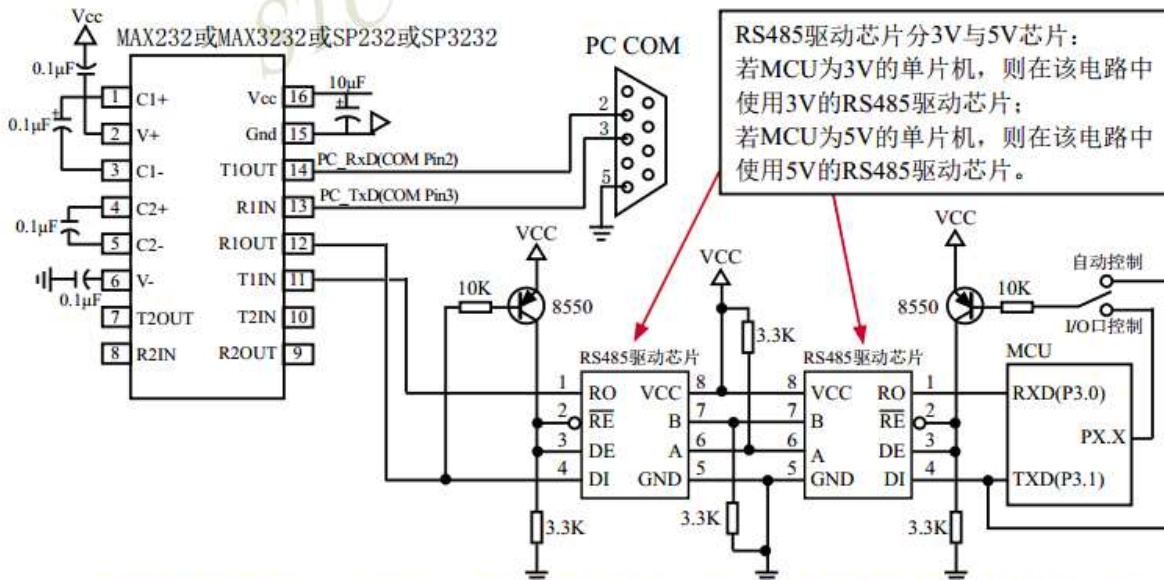 STC
Vcc
MAX232或MAX3232或SP232或SP3232
0.1µF
0.1µF
+
1 C1+
2 V+
3 C1-
4 C2+
5 C2-
6 V-
7 T2OUT
8 R2IN
0.1µF
0.1µF
Vcc 16
Gnd 15
T1OUT 14
R1IN 13
R1OUT 12
T1IN 11
T2IN 10
R2OUT 9
10µF
+
PC_RxD(COM Pin2)
PC_TxD(COM Pin3)
PC COM
2
3
5
RS485驱动芯片分3V与5V芯片：
若MCU为3V的单片机，则在该电路中
使用3V的RS485驱动芯片；
若MCU为5V的单片机，则在该电路中
使用5V的RS485驱动芯片。
VCC
10K
8550
3.3K
RS485驱动芯片
1 RO VCC 8
2 RE B 7
3 DE A 6
4 DI GND 5
VCC
3.3K
3.3K
RS485驱动芯片
8 VCC RO 1
7 B RE 2
6 A DE 3
5 GND DI 4
VCC
8550
10K
3.3K
自动控制
I/O口控制
MCU
RXD(P3.0)
PX.X
TXD(P3.1)